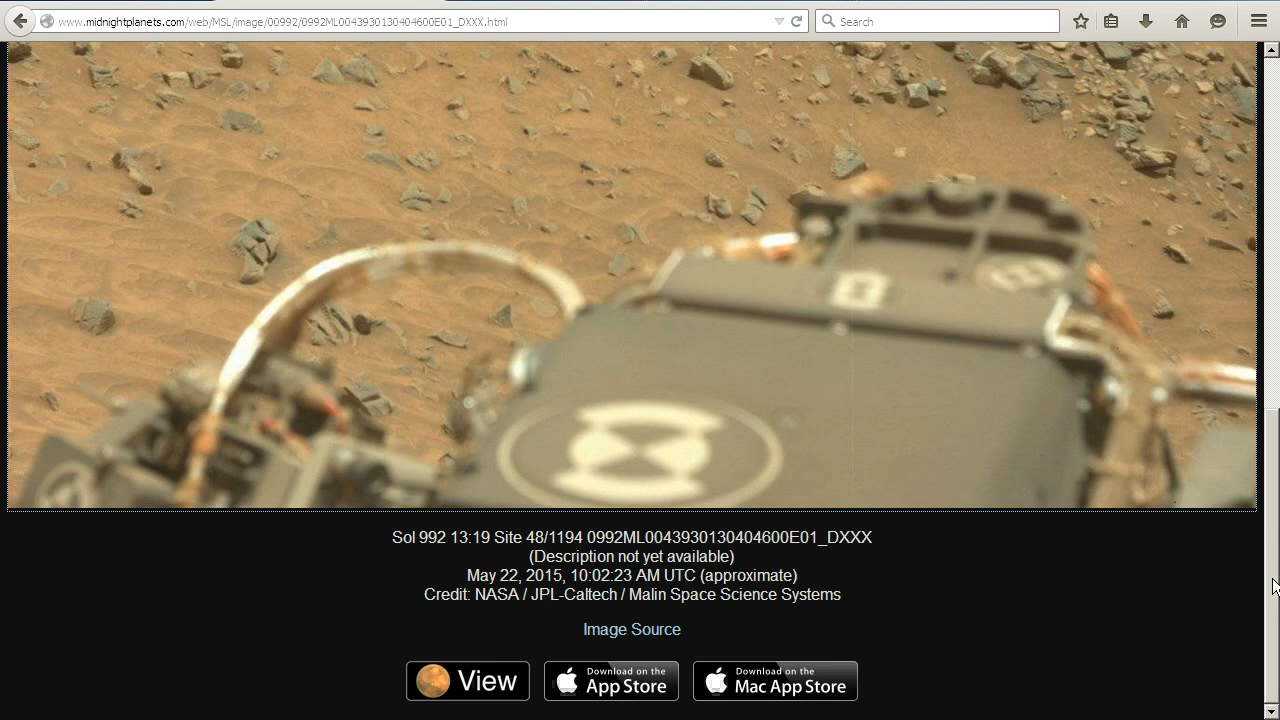 www.midnightplanets.com/web/MSL/image/00992/0992ML0043930130404600E01_DXXX.html
Search
Sol 992 13:19 Site 48/1194 0992ML0043930130404600E01_DXXX
(Description not yet available)
May 22, 2015, 10:02:23 AM UTC (approximate)
Credit: NASA / JPL-Caltech / Malin Space Science Systems
Image Source
View
Download on the
App Store
Download on the
Mac App Store